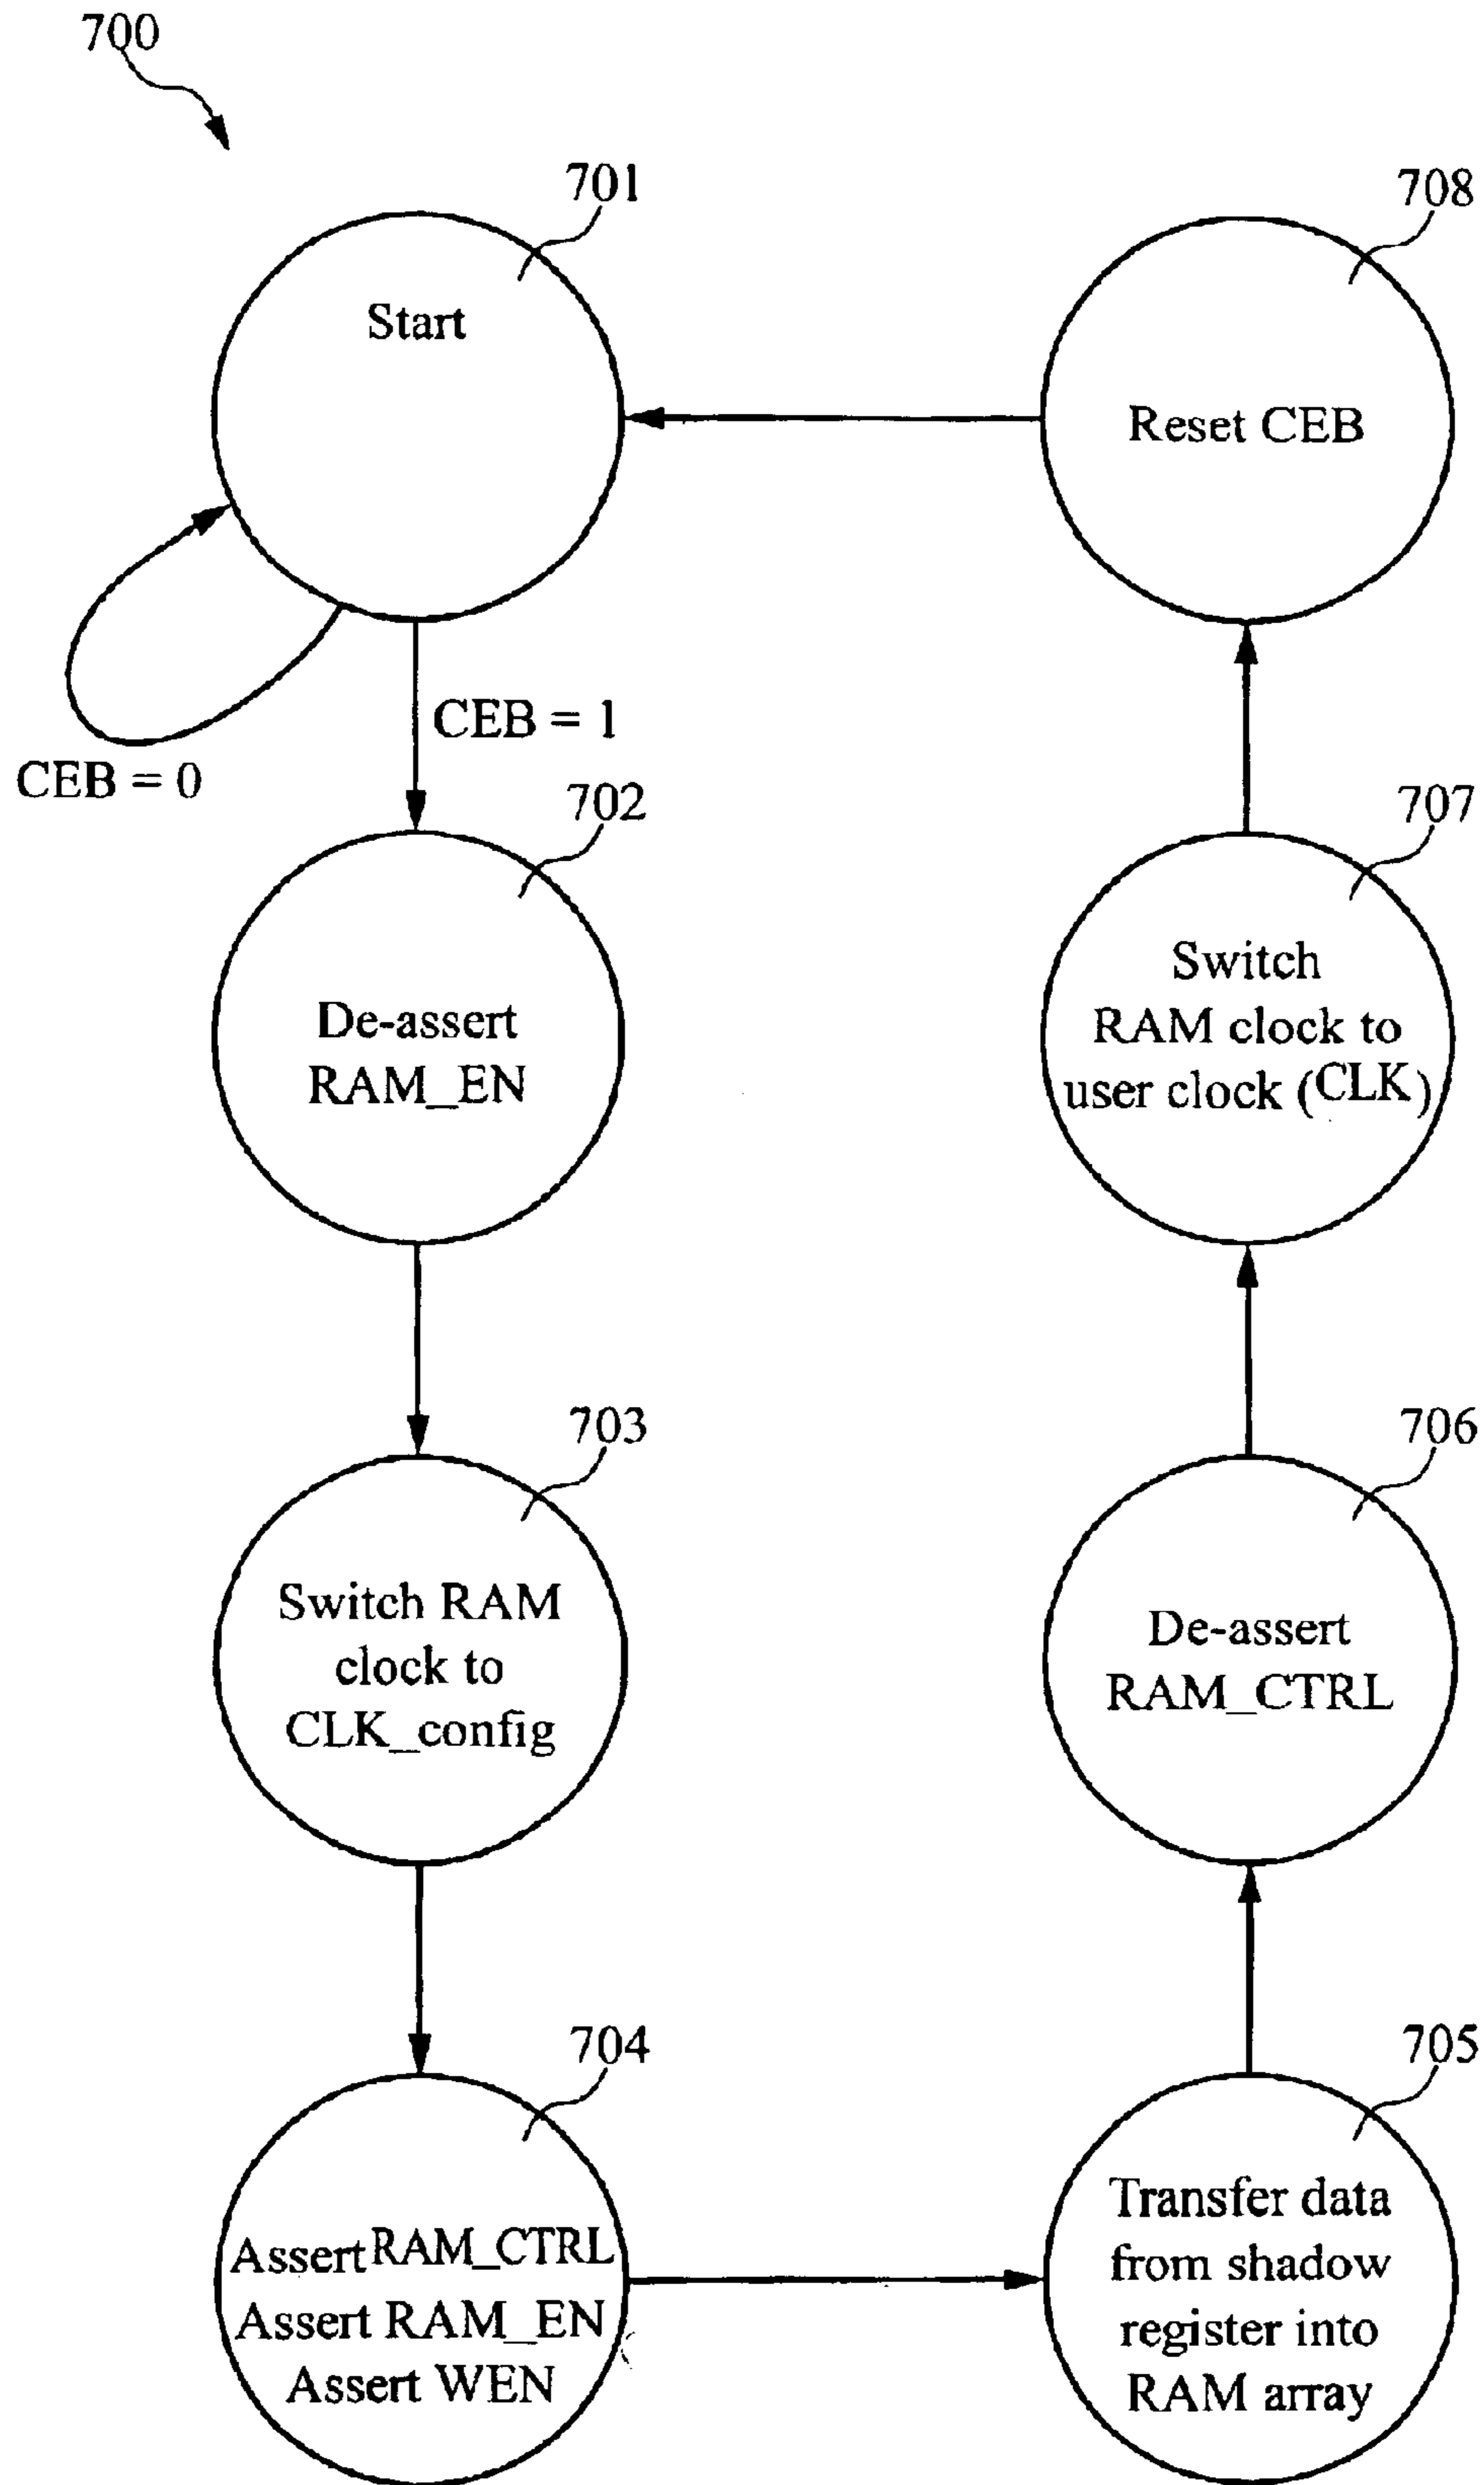 700
701
Start
CEB = 0
CEB = 1
702
De-assert
RAM_EN
703
Switch RAM
clock to
CLK_config
704
Assert RAM_CTRL
Assert RAM_EN
Assert WEN
705
Transfer data
from shadow
register into
RAM array
706
De-assert
RAM_CTRL
707
Switch
RAM clock to
user clock (CLK)
708
Reset CEB